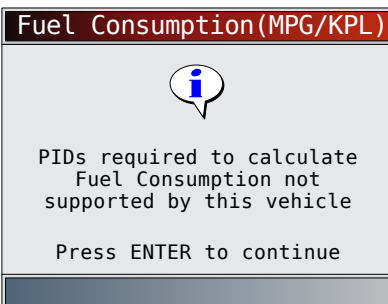 Fuel Consumption(MPG/KPL)
PIDs required to calculate
Fuel Consumption not
supported by this vehicle
Press ENTER to continue